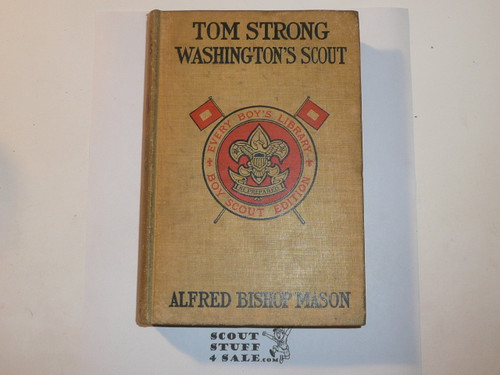 TOM STRONG
WASHINGTON'S SCOUT
EVERY BOY'S LIBRARY
BE PREPARED
BOY SCOUT EDITION
ALFRED BISHOP MASON
SCOUT
STUFF
4 SALE.COM